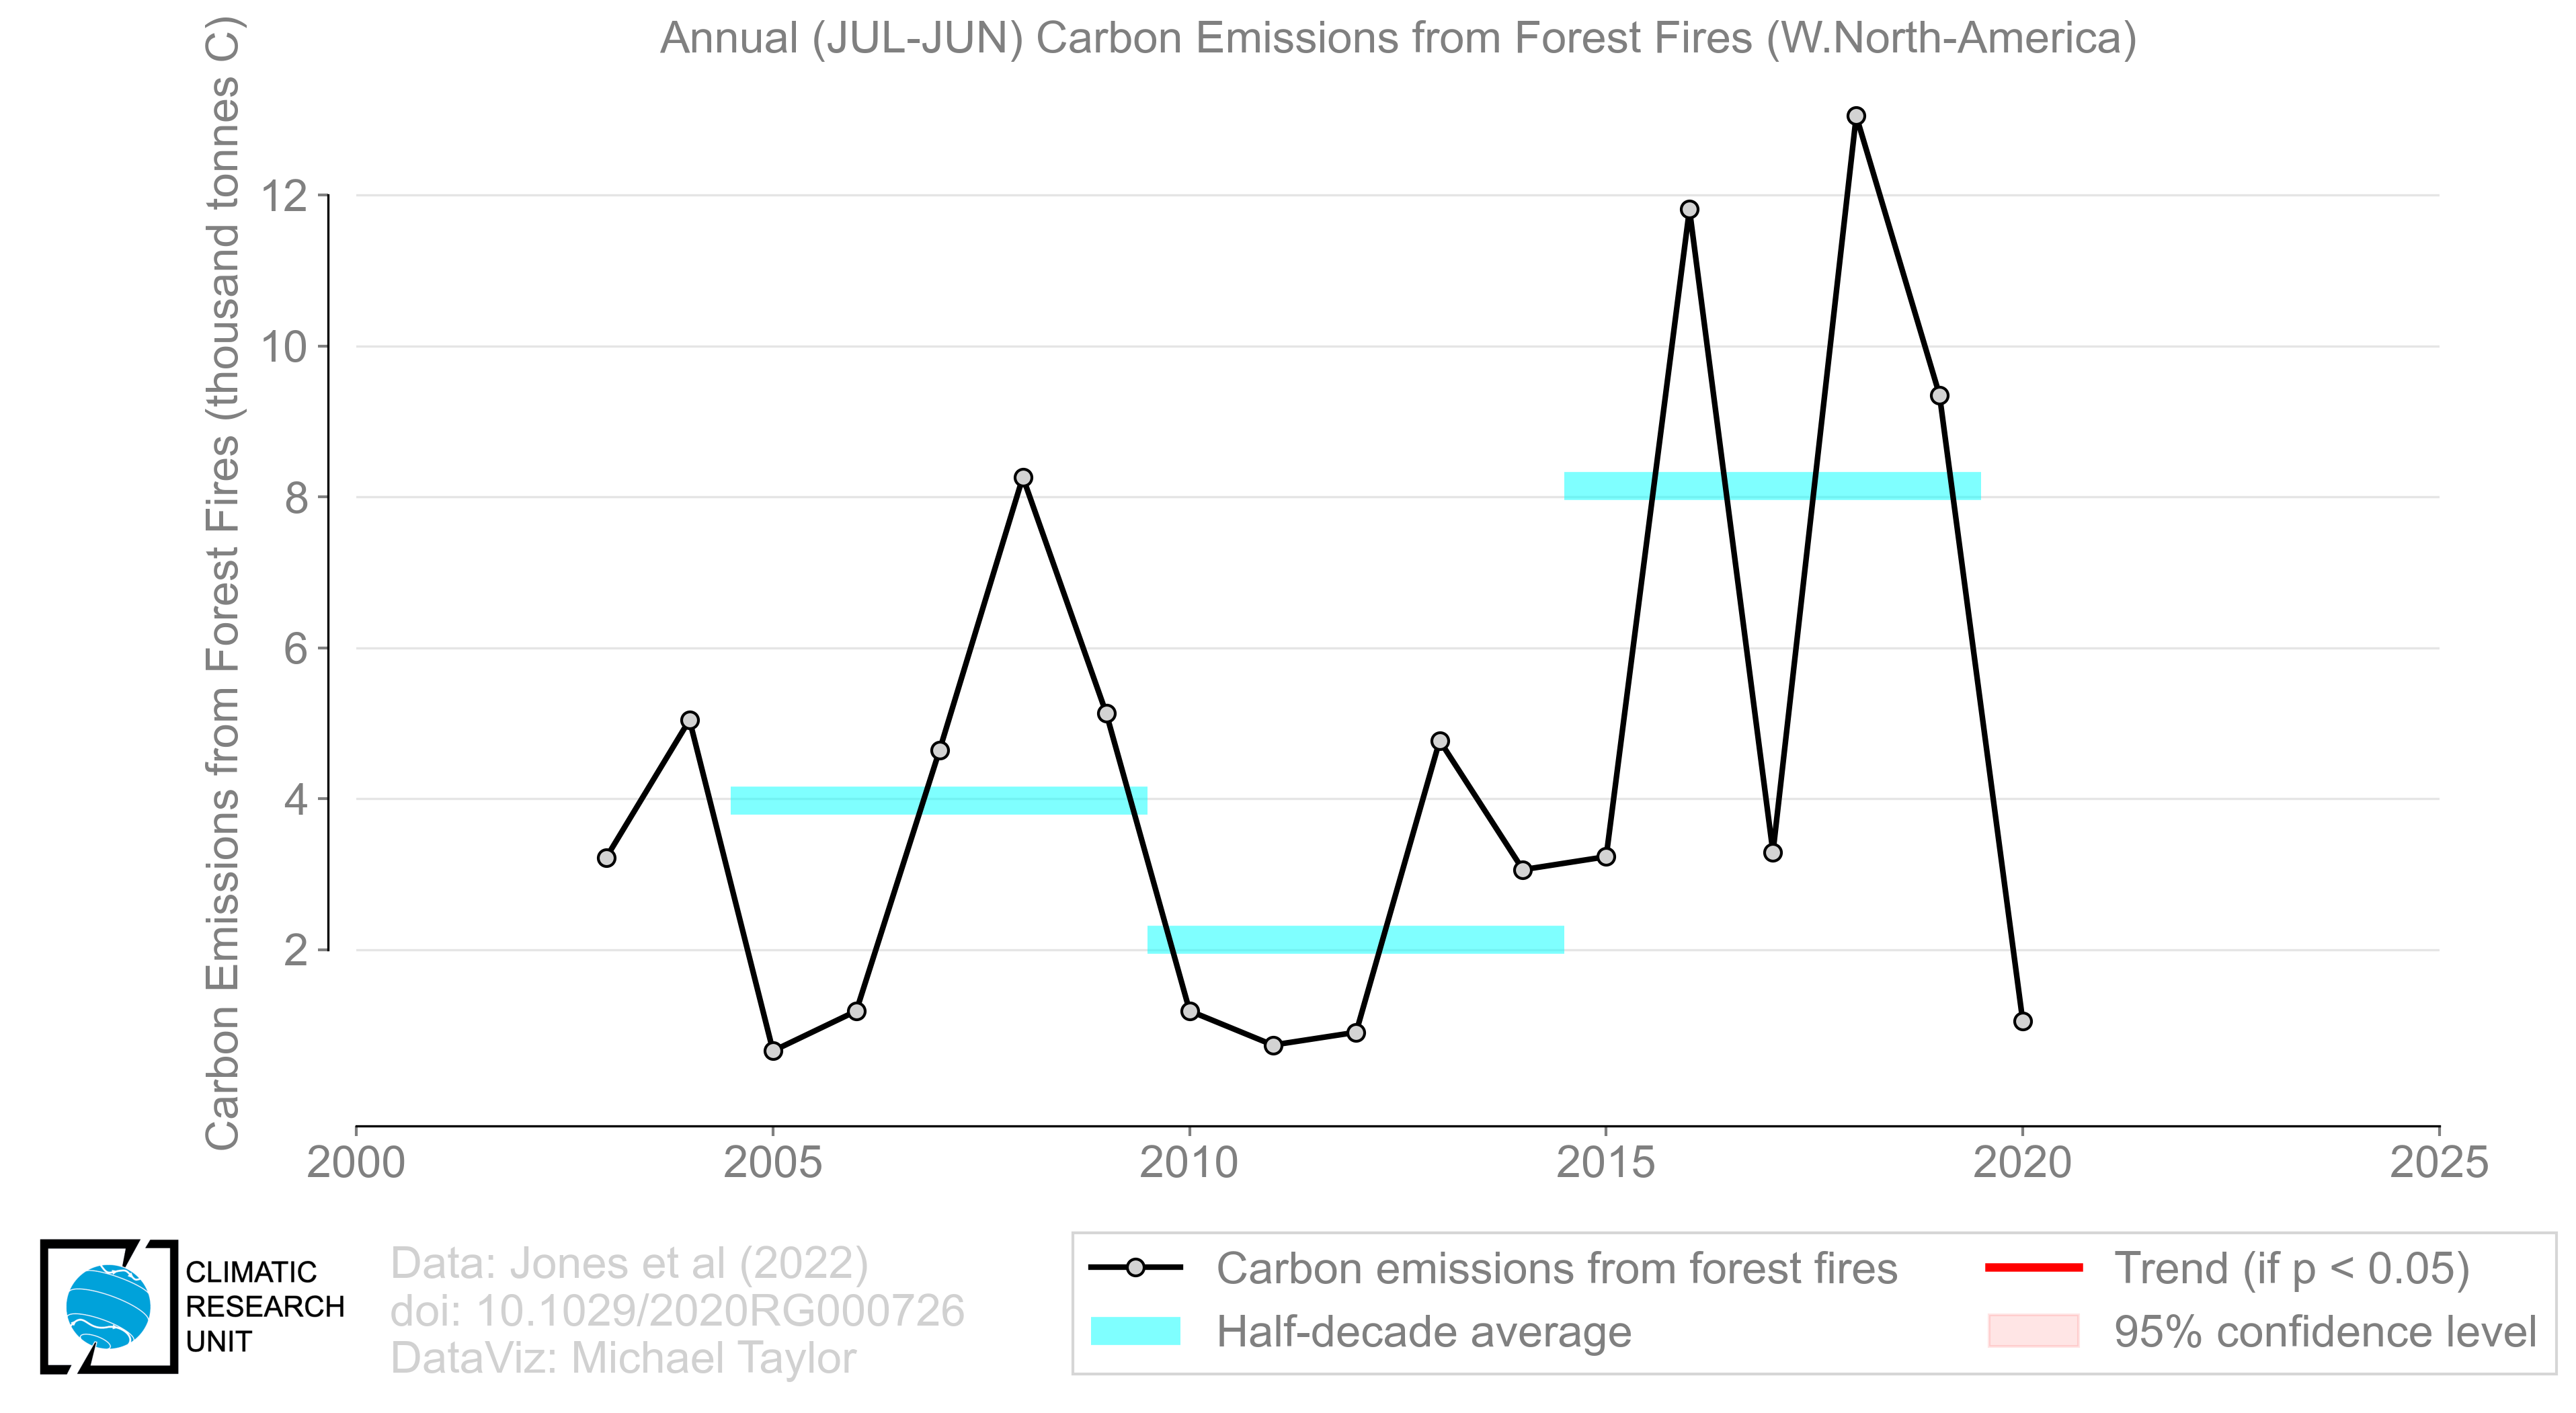 Annual (JUL-JUN) Carbon Emissions from Forest Fires (W.North-America)
Carbon Emissions from Forest Fires (thousand tonnes C)
12
10
8
6
4
2
2000 2005 2010 2015 2020 2025
CLIMATIC
RESEARCH
UNIT
Data: Jones et al (2022)
doi: 10.1029/2020RG000726
DataViz: Michael Taylor
Carbon emissions from forest fires
Half-decade average
Trend (if p < 0.05)
95% confidence level